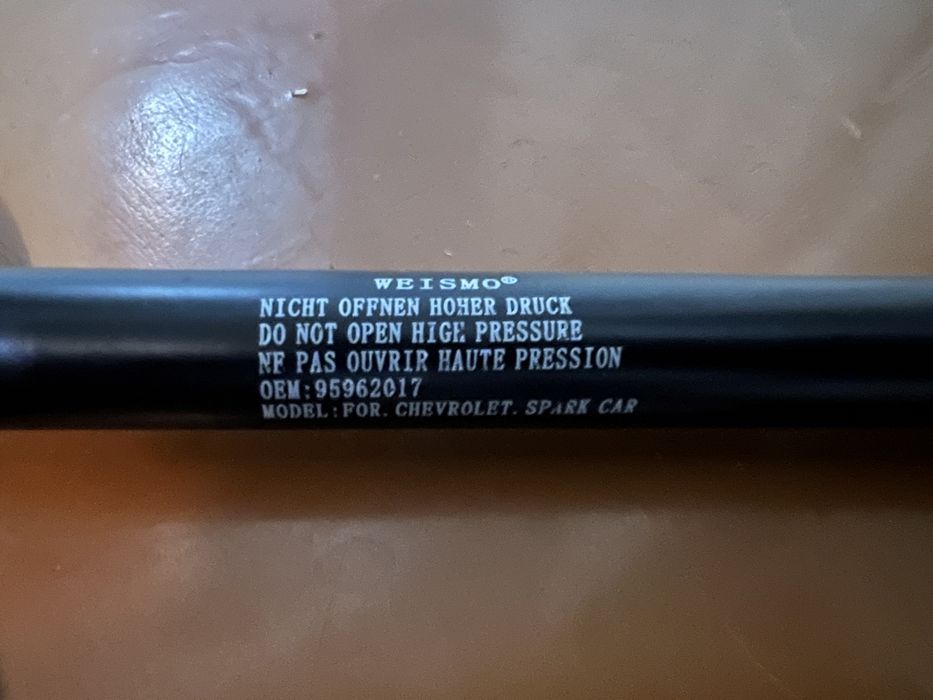 WEISMO®
NICHT OFFNEN HOHER DRUCK
DO NOT OPEN HIGH PRESSURE
NE PAS OUVRIR HAUTE PRESSION
OEM:95962017
MODEL:FOR. CHEVROLET. SPARK CAR